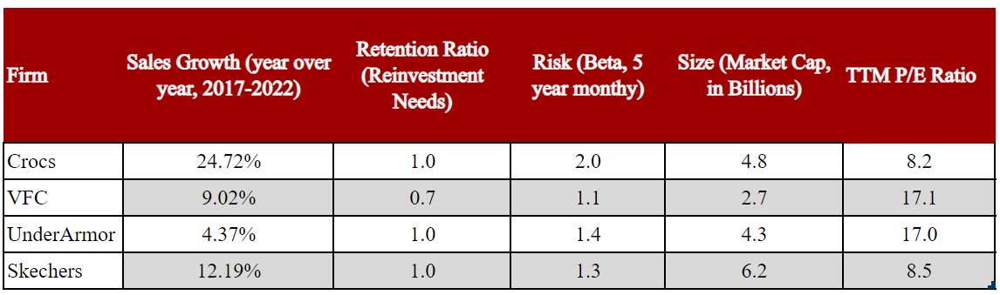 Firm	Sales Growth (year over year, 2017-2022)	Retention Ratio (Reinvestment Needs)	Risk (Beta, 5 year monthy)	Size (Market Cap, in Billions)	TTM P/E Ratio
Crocs	24.72%	1.0	2.0	4.8	8.2
VFC	9.02%	0.7	1.1	2.7	17.1
UnderArmor	4.37%	1.0	1.4	4.3	17.0
Skechers	12.19%	1.0	1.3	6.2	8.5